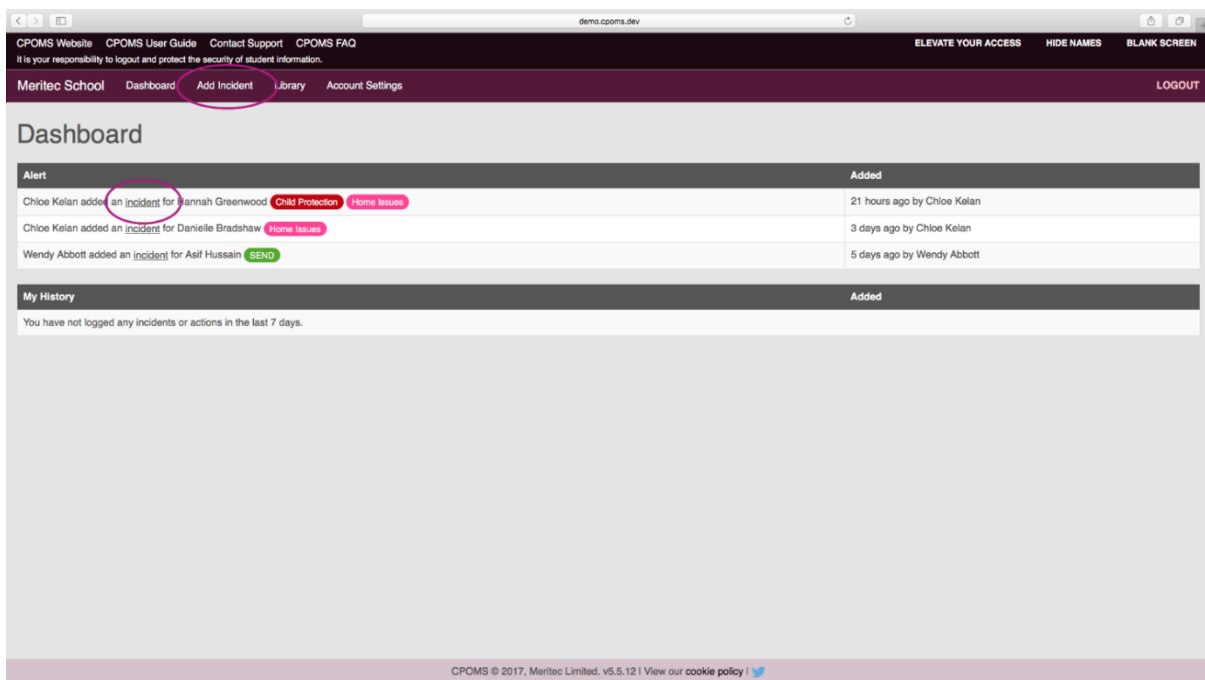 demo.cpoms.dev
CPOMS Website CPOMS User Guide Contact Support CPOMS FAQ ELEVATE YOUR ACCESS HIDE NAMES BLANK SCREEN
It is your responsibility to logout and protect the security of student information.
Meritec School Dashboard Add Incident Library Account Settings LOGOUT
Dashboard
Alert Added
Chloe Kelan added an incident for Hannah Greenwood Child Protection Home Issues 21 hours ago by Chloe Kelan
Chloe Kelan added an incident for Danielle Bradshaw Home Issues 3 days ago by Chloe Kelan
Wendy Abbott added an incident for Asif Hussain SEND 5 days ago by Wendy Abbott
My History Added
You have not logged any incidents or actions in the last 7 days.
CPOMS © 2017, Meritec Limited. v5.5.12 | View our cookie policy |